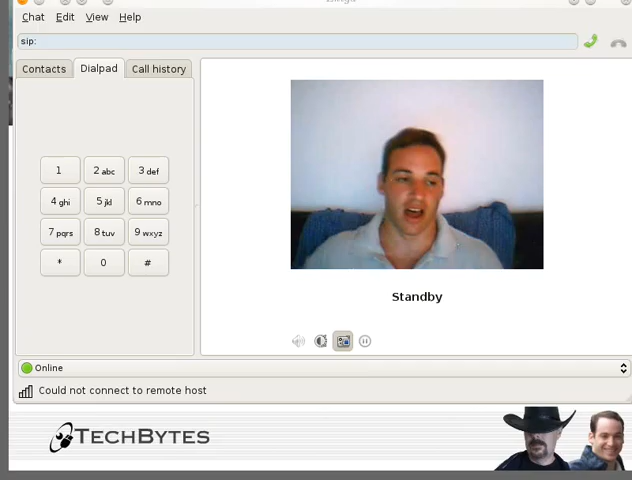 Chat Edit View Help
sip:
Contacts Dialpad Call history
1 2 abc 3 def
4 ghi 5 jkl 6 mno
7 pqrs 8 tuv 9 wxyz
* 0 #
Standby
Online
Could not connect to remote host
TECHBYTES